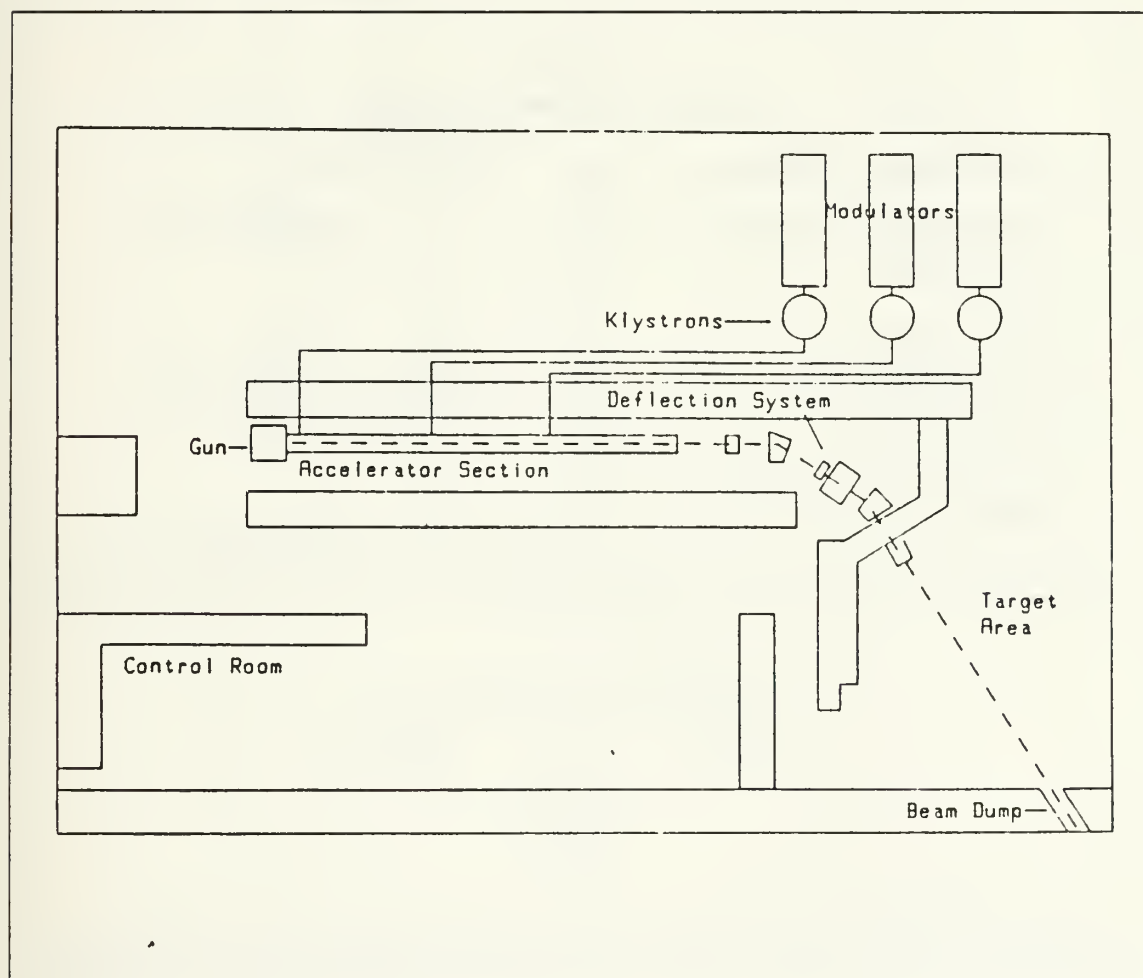 Modulators
Klystrons
Deflection System
Gun
Accelerator Section
Target
Area
Control Room
Beam Dump